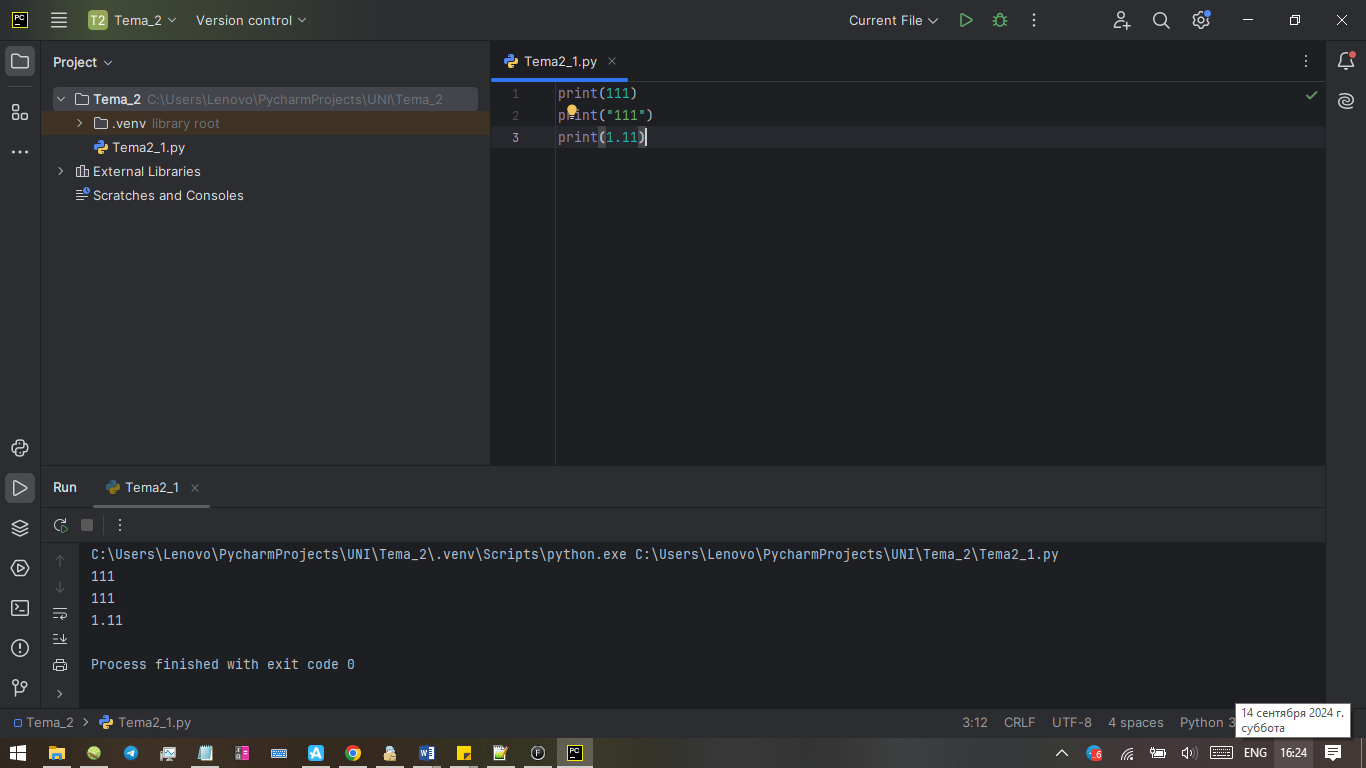 PC T2 Tema_2 Version control Current File
Project
Tema2_1.py
Tema_2 C:\Users\Lenovo\PycharmProjects\UNI\Tema_2
.venv library root
Tema2_1.py
External Libraries
Scratches and Consoles
1 print(111)
2 print("111")
3 print(1.11)
Run Tema2_1
C:\Users\Lenovo\PycharmProjects\UNI\Tema_2\.venv\Scripts\python.exe C:\Users\Lenovo\PycharmProjects\UNI\Tema_2\Tema2_1.py
111
111
1.11
Process finished with exit code 0
Tema_2 Tema2_1.py 3:12 CRLF UTF-8 4 spaces Python 3
14 сентября 2024 г.
суббота
ENG 16:24